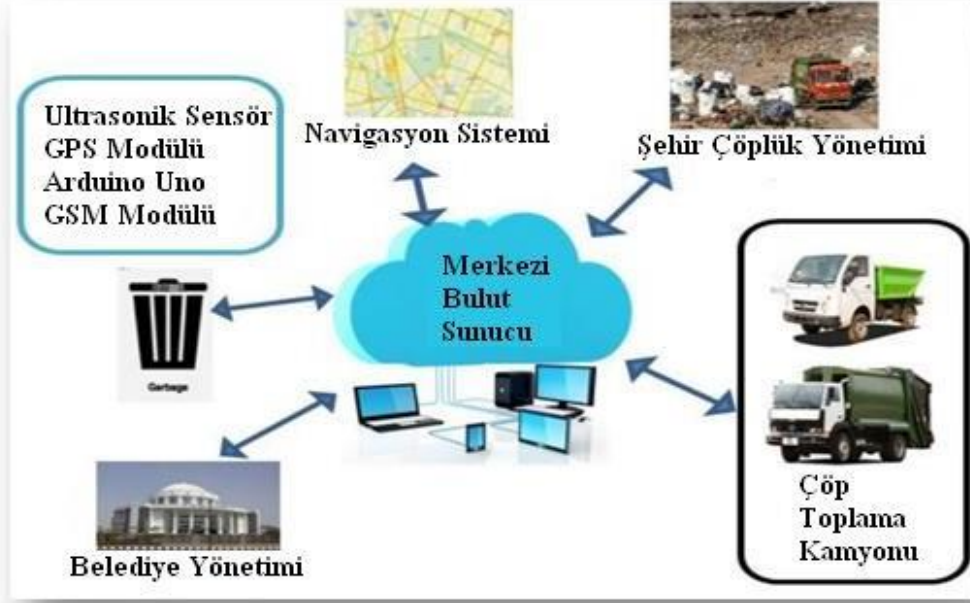 Ultrasonik Sensör
GPS Modülü
Arduino Uno
GSM Modülü
Navigasyon Sistemi
Şehir Çöplük Yönetimi
Merkezi
Bulut
Sunucu
Garbage
Belediye Yönetimi
Çöp
Toplama
Kamyonu